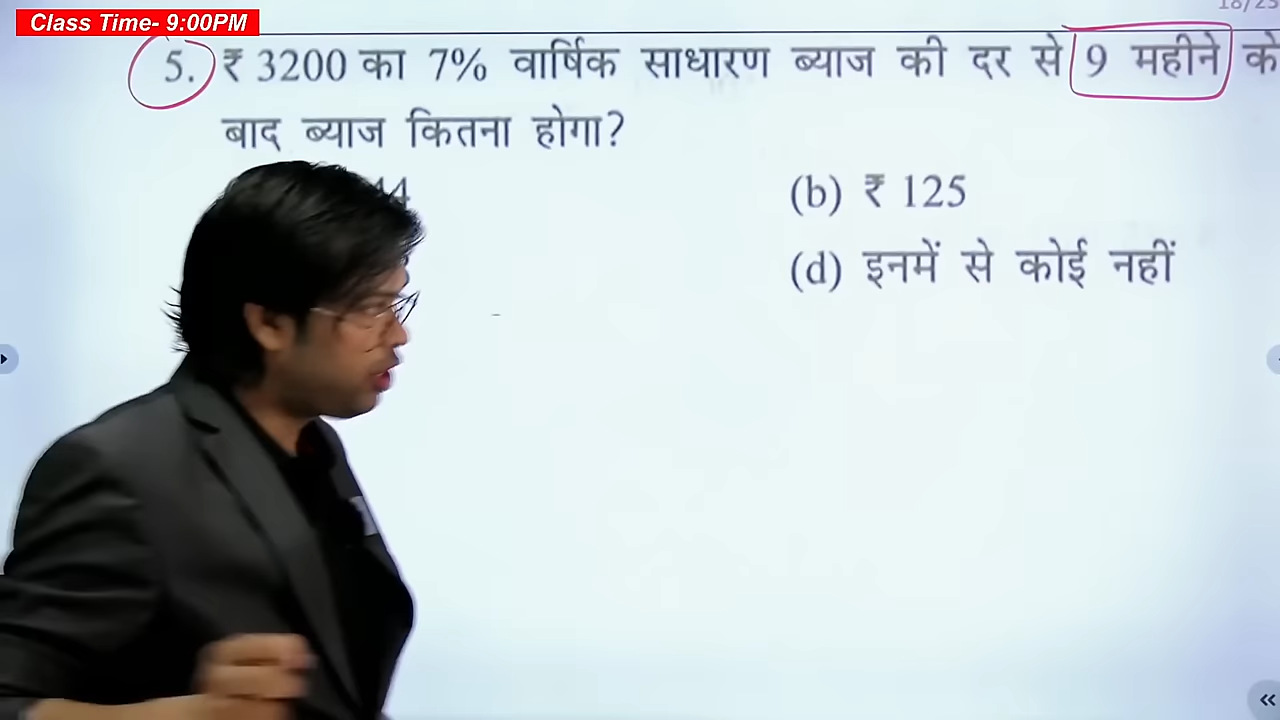 Class Time- 9:00PM
5. ₹ 3200 का 7% वार्षिक साधारण ब्याज की दर से 9 महीने के
बाद ब्याज कितना होगा?
(b) ₹ 125
(d) इनमें से कोई नहीं